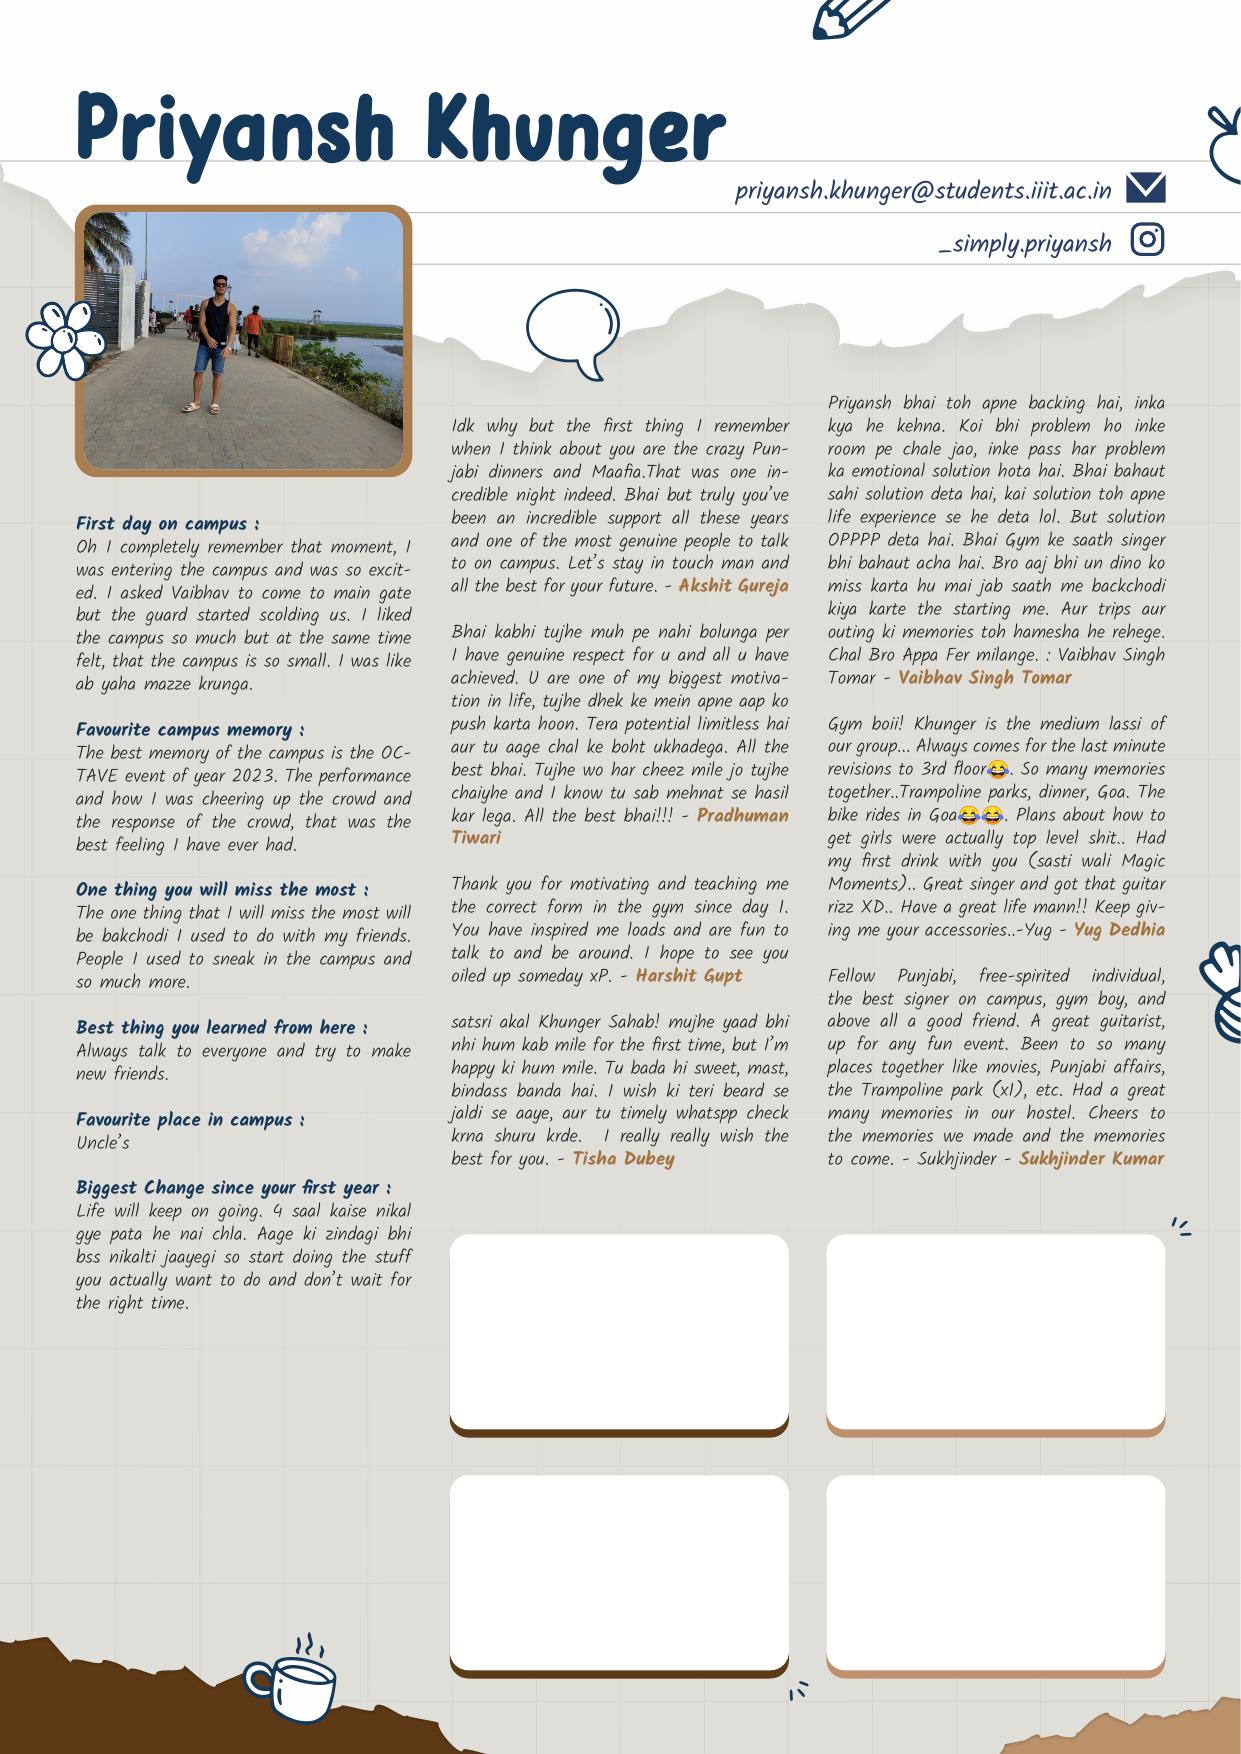 Priyansh Khunger
priyansh.khunger@students.iiit.ac.in
_simply.priyansh
First day on campus :
Oh I completely remember that moment, I
was entering the campus and was so excit-
ed. I asked Vaibhav to come to main gate
but the guard started scolding us. I liked
the campus so much but at the same time
felt, that the campus is so small. I was like
ab yaha mazze krunga.
Favourite campus memory :
The best memory of the campus is the OC-
TAVE event of year 2023. The performance
and how I was cheering up the crowd and
the response of the crowd, that was the
best feeling I have ever had.
One thing you will miss the most :
The one thing that I will miss the most will
be bakchodi I used to do with my friends.
People I used to sneak in the campus and
so much more.
Best thing you learned from here :
Always talk to everyone and try to make
new friends.
Favourite place in campus :
Uncle's
Biggest Change since your first year :
Life will keep on going. 4 saal kaise nikal
gye pata he nai chla. Aage ki zindagi bhi
bss nikalti jaayegi so start doing the stuff
you actually want to do and don't wait for
the right time.
Idk why but the first thing I remember
when I think about you are the crazy Pun-
jabi dinners and Maafia.That was one in-
credible night indeed. Bhai but truly you've
been an incredible support all these years
and one of the most genuine people to talk
to on campus. Let's stay in touch man and
all the best for your future. - Akshit Gureja
Bhai kabhi tujhe muh pe nahi bolunga per
I have genuine respect for u and all u have
achieved. U are one of my biggest motiva-
tion in life, tujhe dhek ke mein apne aap ko
push karta hoon. Tera potential limitless hai
aur tu aage chal ke boht ukhadega. All the
best bhai. Tujhe wo har cheez mile jo tujhe
chaiyhe and I know tu sab mehnat se hasil
kar lega. All the best bhai!!! - Pradhuman
Tiwari
Thank you for motivating and teaching me
the correct form in the gym since day 1.
You have inspired me loads and are fun to
talk to and be around. I hope to see you
oiled up someday xP. - Harshit Gupt
satsri akal Khunger Sahab! mujhe yaad bhi
nhi hum kab mile for the first time, but I'm
happy ki hum mile. Tu bada hi sweet, mast,
bindass banda hai. I wish ki teri beard se
jaldi se aaye, aur tu timely whatspp check
krna shuru krde. I really really wish the
best for you. - Tisha Dubey
Priyansh bhai toh apne backing hai, inka
kya he kehna. Koi bhi problem ho inke
room pe chale jao, inke pass har problem
ka emotional solution hota hai. Bhai bahaut
sahi solution deta hai, kai solution toh apne
life experience se he deta lol. But solution
OPPPP deta hai. Bhai Gym ke saath singer
bhi bahaut acha hai. Bro aaj bhi un dino ko
miss karta hu mai jab saath me backchodi
kiya karte the starting me. Aur trips aur
outing ki memories toh hamesha he rehege.
Chal Bro Appa Fer milange. : Vaibhav Singh
Tomar - Vaibhav Singh Tomar
Gym boii! Khunger is the medium lassi of
our group... Always comes for the last minute
revisions to 3rd floor😂. So many memories
together..Trampoline parks, dinner, Goa. The
bike rides in Goa😂😂. Plans about how to
get girls were actually top level shit.. Had
my first drink with you (sasti wali Magic
Moments).. Great singer and got that guitar
rizz XD.. Have a great life mann!! Keep giv-
ing me your accessories..-Yug - Yug Dedhia
Fellow Punjabi, free-spirited individual,
the best signer on campus, gym boy, and
above all a good friend. A great guitarist,
up for any fun event. Been to so many
places together like movies, Punjabi affairs,
the Trampoline park (x1), etc. Had a great
many memories in our hostel. Cheers to
the memories we made and the memories
to come. - Sukhjinder - Sukhjinder Kumar